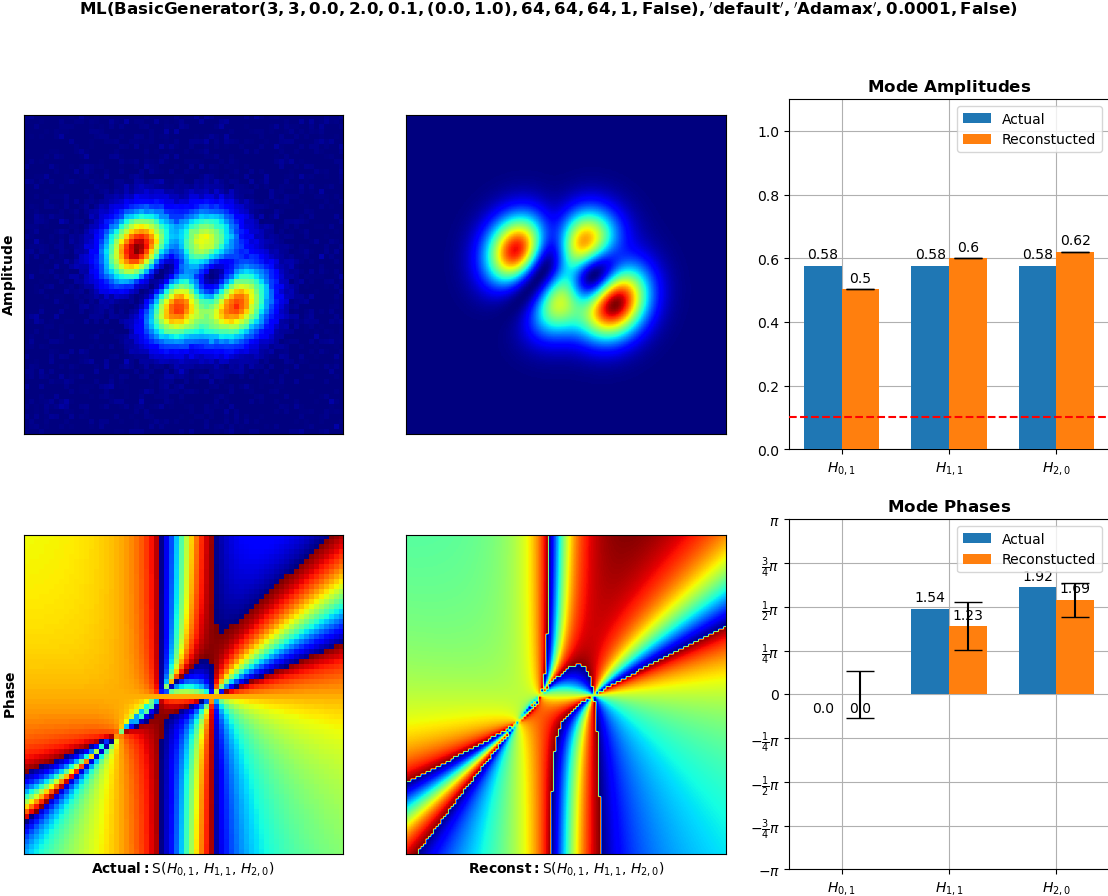 ML(BasicGenerator(3, 3, 0.0, 2.0, 0.1, (0.0, 1.0), 64, 64, 64, 1, False), ′default′, ′Adamax′, 0.0001, False)
Amplitude
Mode Amplitudes
Actual
Reconstucted
1.0
0.8
0.6
0.4
0.2
0.0
0.58
0.5
0.58
0.6
0.58
0.62
H0,1
H1,1
H2,0
Phase
Actual: S(H0,1, H1,1, H2,0)
Reconst: S(H0,1, H1,1, H2,0)
Mode Phases
Actual
Reconstucted
π
3/4π
1/2π
1/4π
0
−1/4π
−1/2π
−3/4π
−π
0.0
0.0
1.54
1.23
1.92
1.69
H0,1
H1,1
H2,0